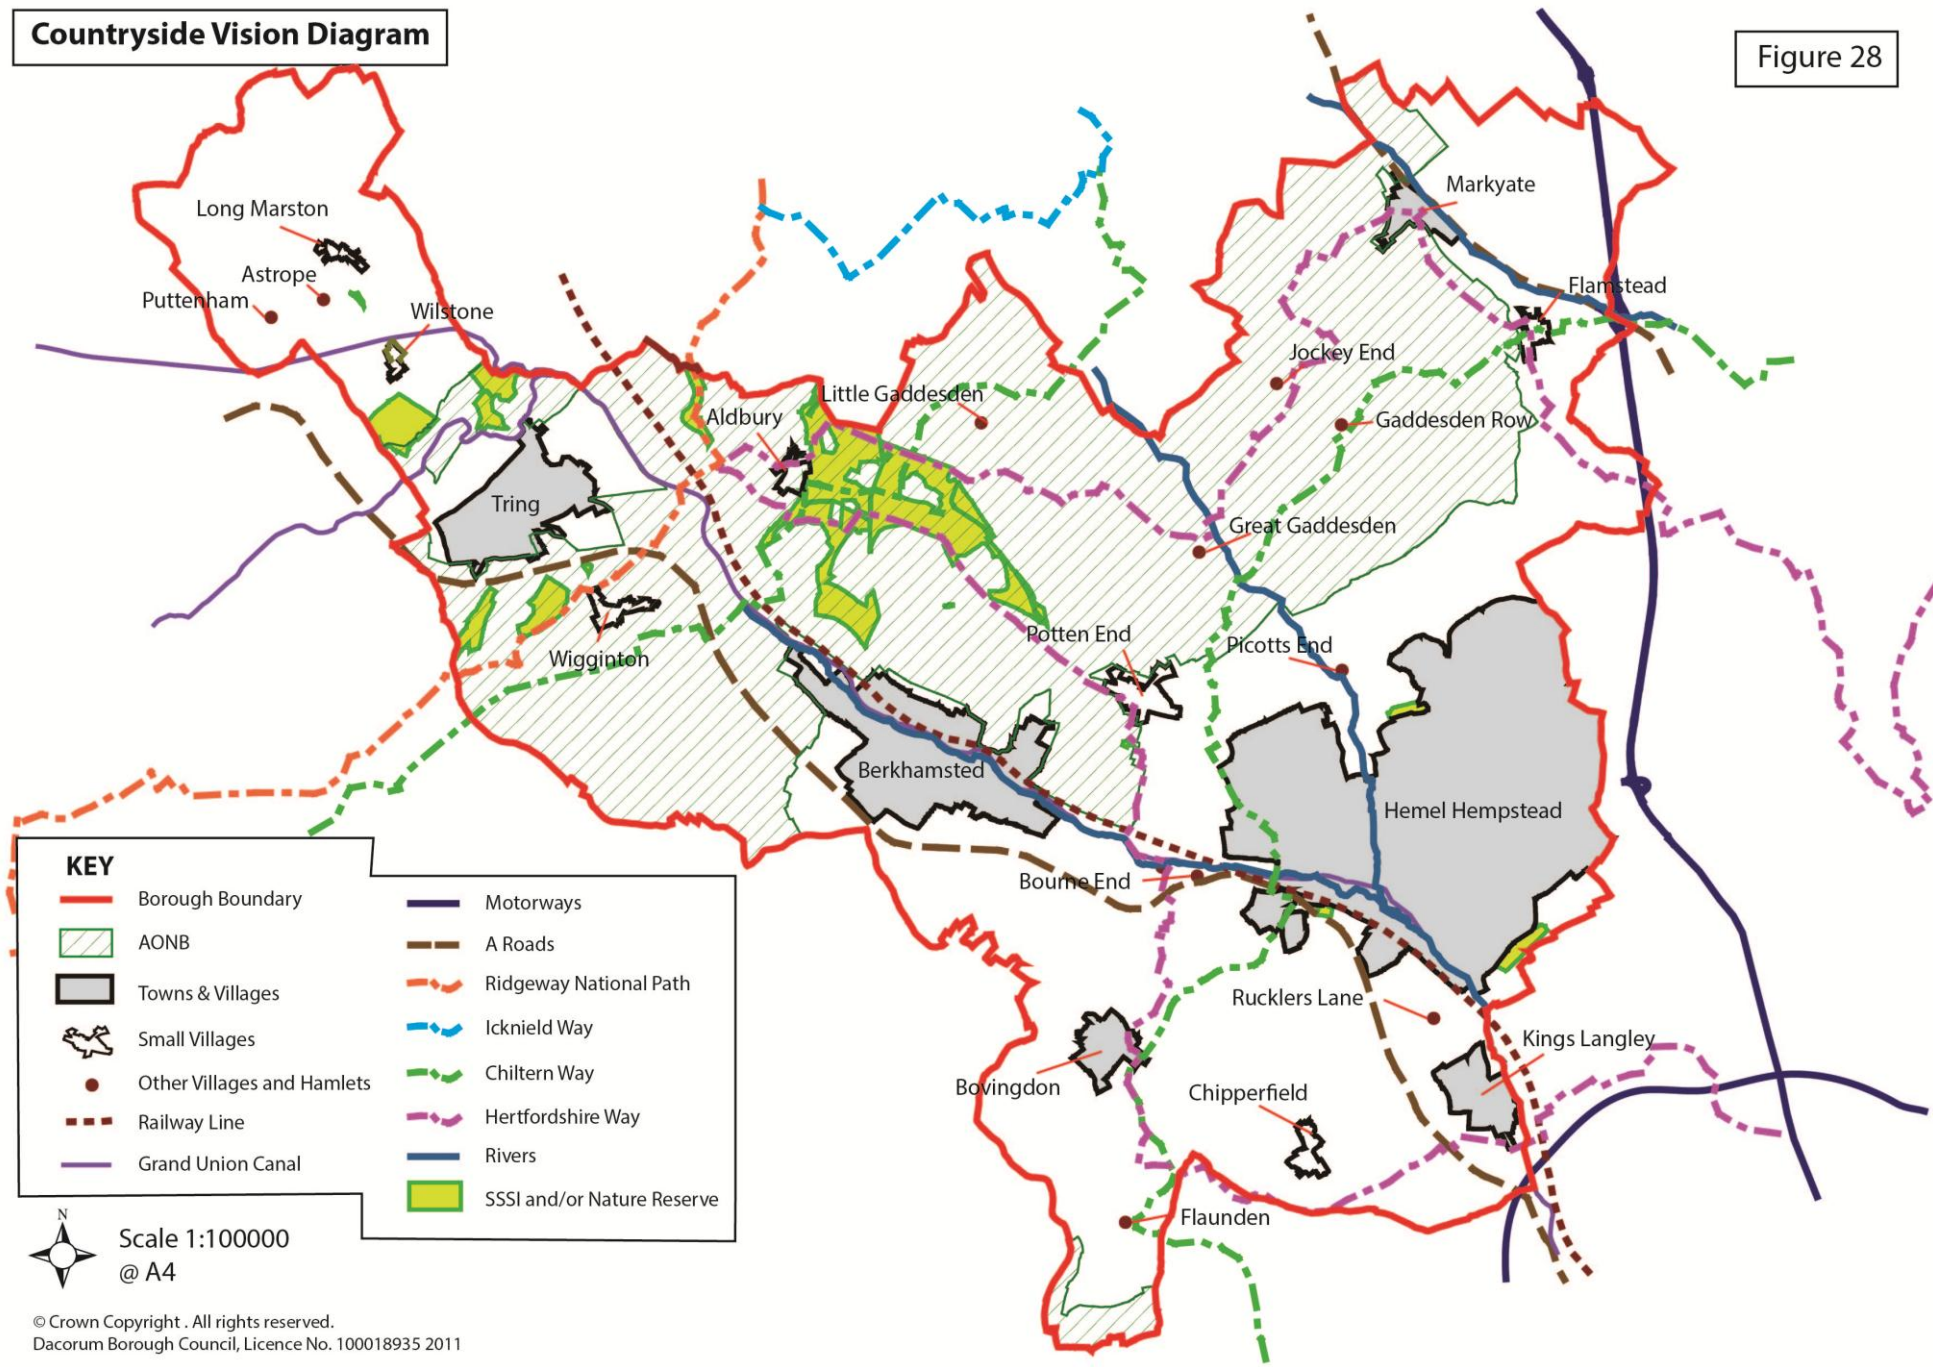 Countryside Vision Diagram
Figure 28
Markyate
Long Marston
Astrope
Puttenham
Flamstead
Wilstone
Jockey End
Little Gaddesden
Aldbury
Gaddesden Row
Tring
Great Gaddesden
Potten End
Picotts End
Wigginton
Berkhamsted
Hemel Hempstead
Bourne End
Rucklers Lane
Kings Langley
Bovingdon
Chipperfield
Flaunden
KEY
Borough Boundary
AONB
Towns & Villages
Small Villages
Other Villages and Hamlets
Railway Line
Grand Union Canal
Motorways
A Roads
Ridgeway National Path
Icknield Way
Chiltern Way
Hertfordshire Way
Rivers
SSSI and/or Nature Reserve
N
Scale 1:100000
@ A4
© Crown Copyright . All rights reserved.
Dacorum Borough Council, Licence No. 100018935 2011